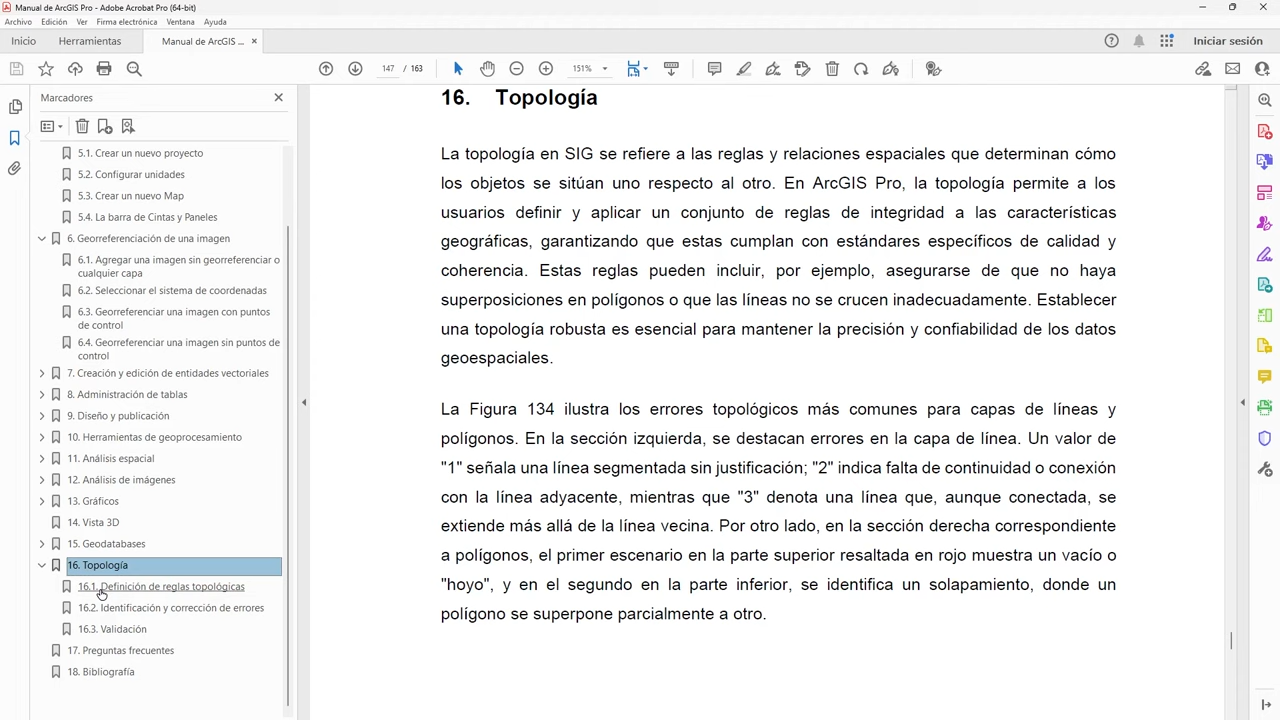 Manual de ArcGIS Pro - Adobe Acrobat Pro (64-bit)
Archivo Edición Ver Firma electrónica Ventana Ayuda
Inicio Herramientas Manual de ArcGIS ... × Iniciar sesión
147 / 163 151%
Marcadores
5.1. Crear un nuevo proyecto
5.2. Configurar unidades
5.3. Crear un nuevo Map
5.4. La barra de Cintas y Paneles
6. Georreferenciación de una imagen
6.1. Agregar una imagen sin georreferenciar o
cualquier capa
6.2. Seleccionar el sistema de coordenadas
6.3. Georreferenciar una imagen con puntos
de control
6.4. Georreferenciar una imagen sin puntos de
control
7. Creación y edición de entidades vectoriales
8. Administración de tablas
9. Diseño y publicación
10. Herramientas de geoprocesamiento
11. Análisis espacial
12. Análisis de imágenes
13. Gráficos
14. Vista 3D
15. Geodatabases
16. Topología
16.1. Definición de reglas topológicas
16.2. Identificación y corrección de errores
16.3. Validación
17. Preguntas frecuentes
18. Bibliografía
16. Topología
La topología en SIG se refiere a las reglas y relaciones espaciales que determinan cómo
los objetos se sitúan uno respecto al otro. En ArcGIS Pro, la topología permite a los
usuarios definir y aplicar un conjunto de reglas de integridad a las características
geográficas, garantizando que estas cumplan con estándares específicos de calidad y
coherencia. Estas reglas pueden incluir, por ejemplo, asegurarse de que no haya
superposiciones en polígonos o que las líneas no se crucen inadecuadamente. Establecer
una topología robusta es esencial para mantener la precisión y confiabilidad de los datos
geoespaciales.
La Figura 134 ilustra los errores topológicos más comunes para capas de líneas y
polígonos. En la sección izquierda, se destacan errores en la capa de línea. Un valor de
"1" señala una línea segmentada sin justificación; "2" indica falta de continuidad o conexión
con la línea adyacente, mientras que "3" denota una línea que, aunque conectada, se
extiende más allá de la línea vecina. Por otro lado, en la sección derecha correspondiente
a polígonos, el primer escenario en la parte superior resaltada en rojo muestra un vacío o
"hoyo", y en el segundo en la parte inferior, se identifica un solapamiento, donde un
polígono se superpone parcialmente a otro.